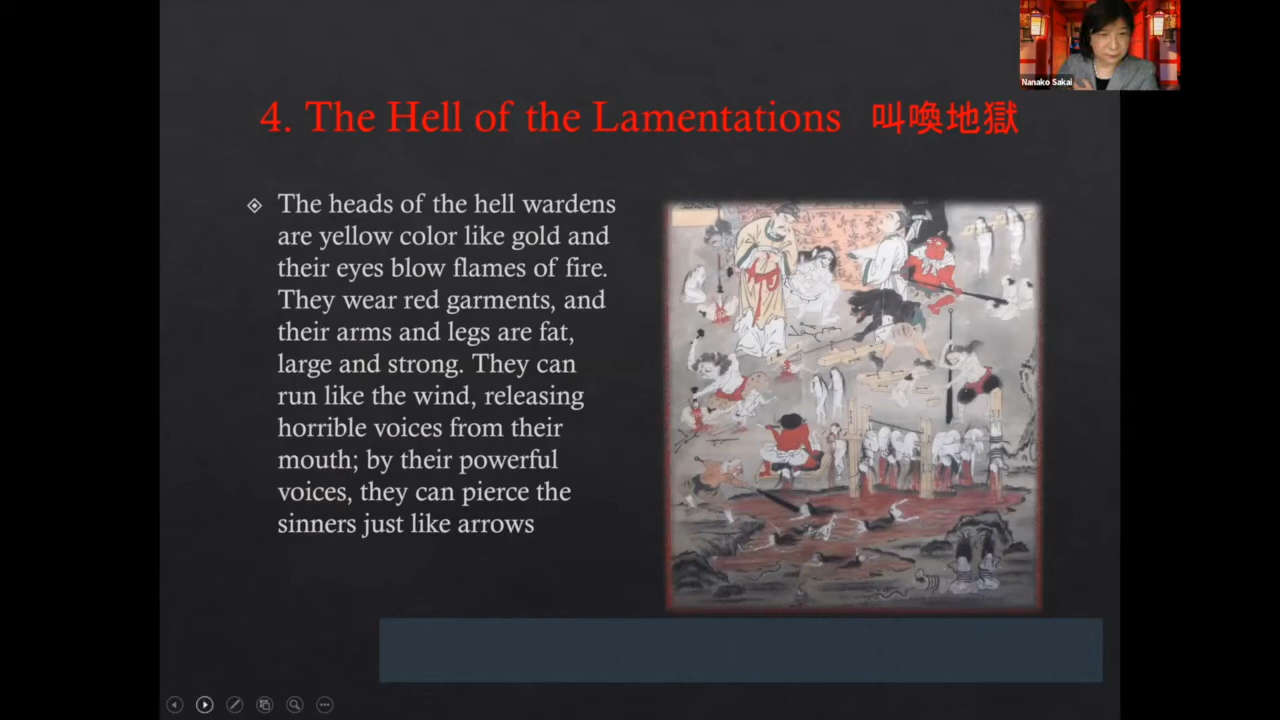 Nanako Sakai
4. The Hell of the Lamentations 叫喚地獄
The heads of the hell wardens
are yellow color like gold and
their eyes blow flames of fire.
They wear red garments, and
their arms and legs are fat,
large and strong. They can
run like the wind, releasing
horrible voices from their
mouth; by their powerful
voices, they can pierce the
sinners just like arrows